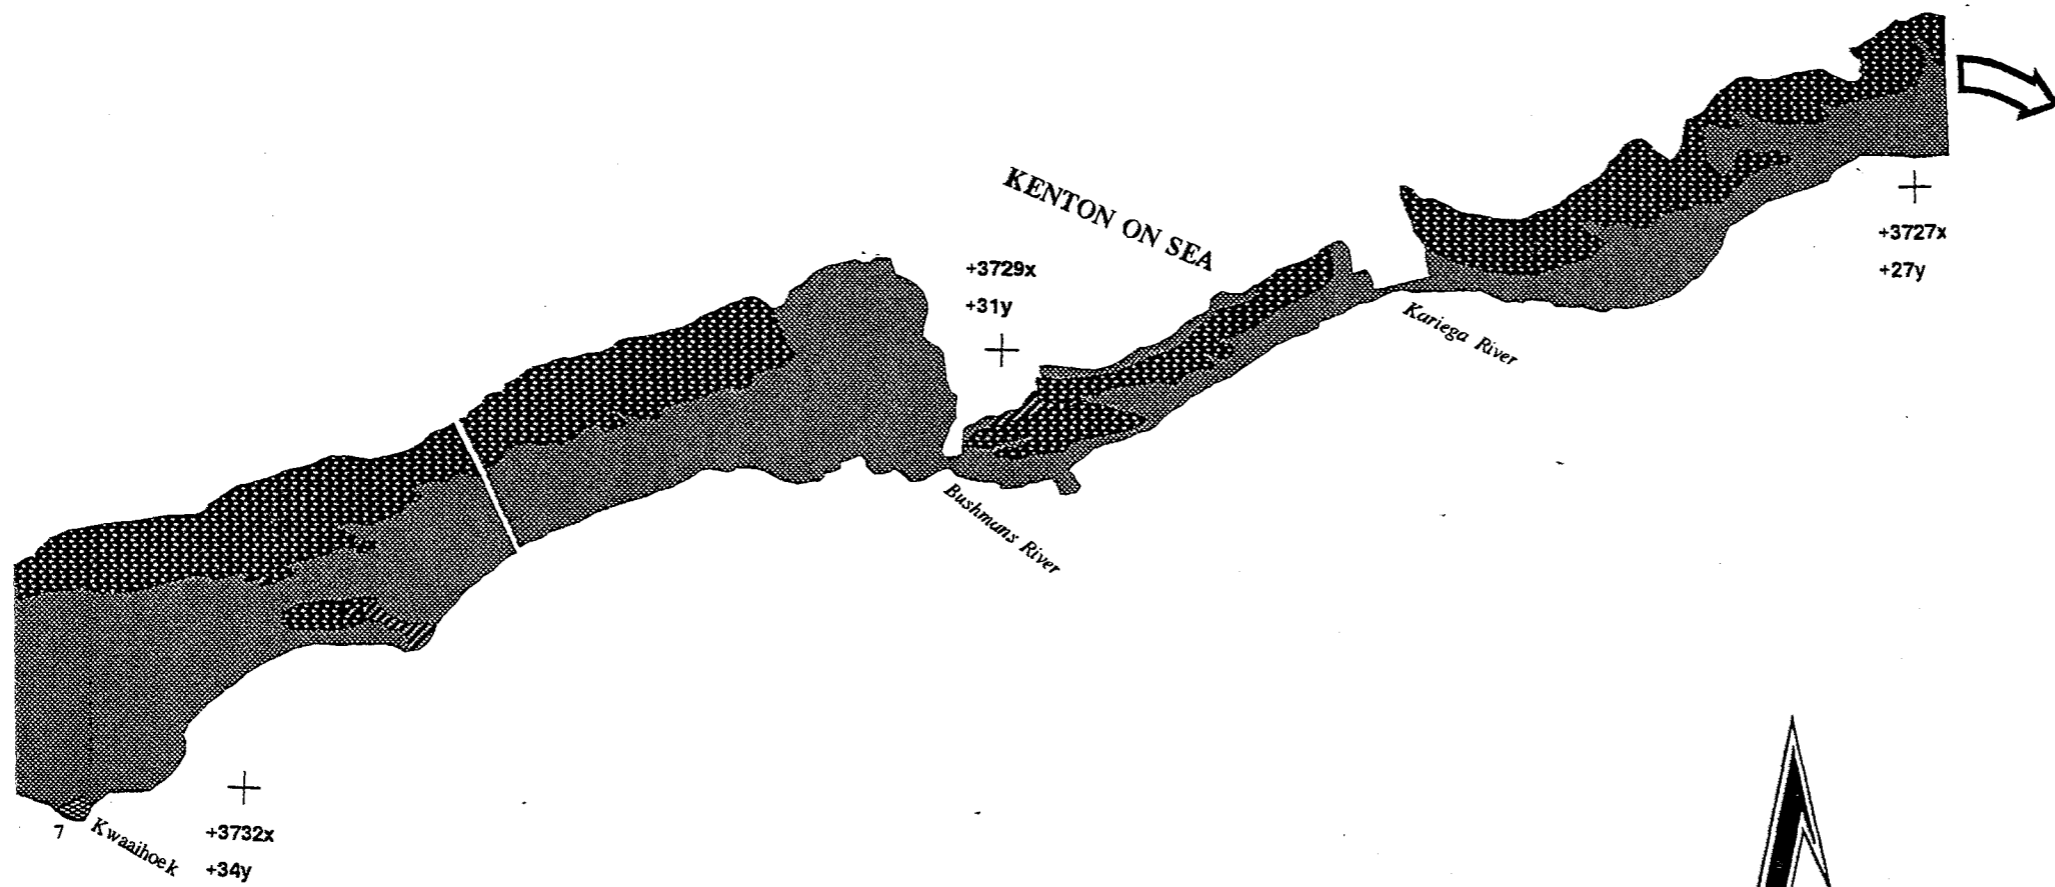 KENTON ON SEA
+3727x
+27y
+3729x
+31y
Kariega River
Bushmans River
7
Kwaaihoek
+3732x
+34y